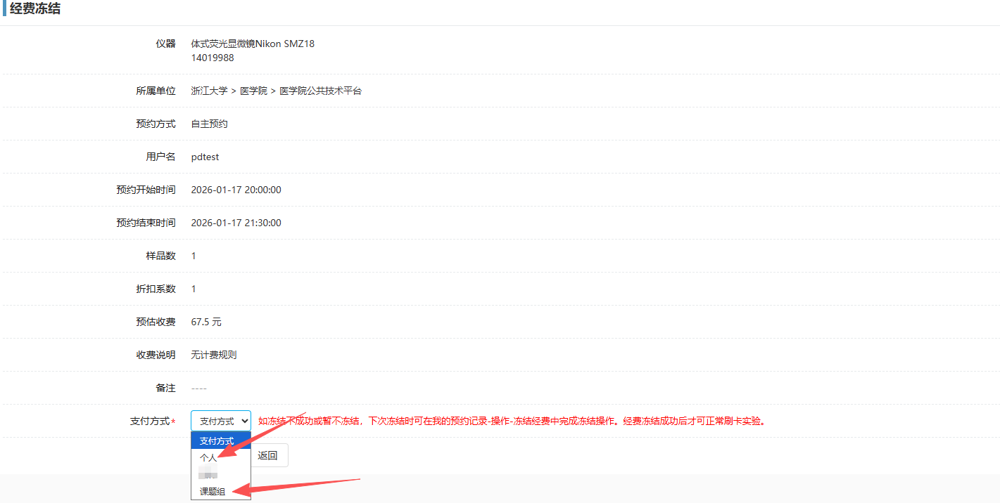 经费冻结
仪器 体式荧光显微镜Nikon SMZ18
14019988
所属单位 浙江大学 > 医学院 > 医学院公共技术平台
预约方式 自主预约
用户名 pdtest
预约开始时间 2026-01-17 20:00:00
预约结束时间 2026-01-17 21:30:00
样品数 1
折扣系数 1
预估收费 67.5 元
收费说明 无计费规则
备注 ----
支付方式* 支付方式 如冻结不成功或暂不冻结，下次冻结时可在我的预约记录-操作-冻结经费中完成冻结操作。经费冻结成功后才可正常刷卡实验。
支付方式
个人 返回
课题组